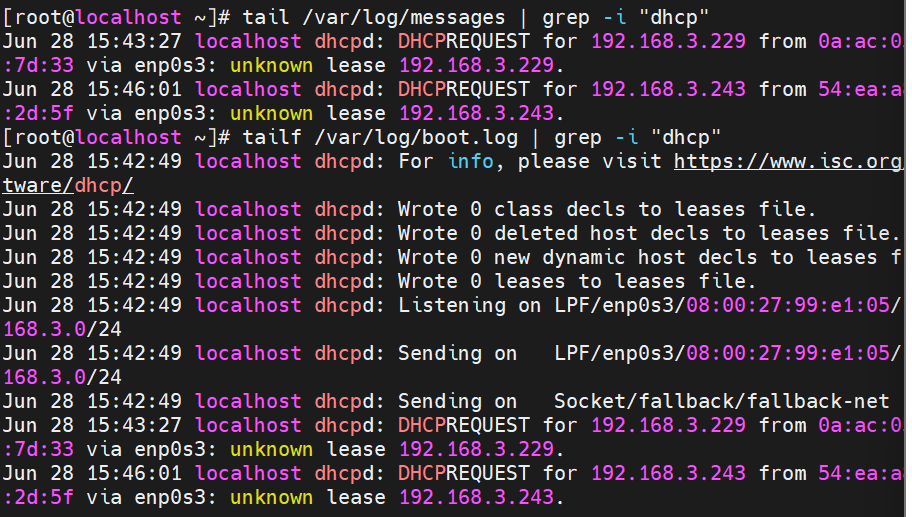 [root@localhost ~]# tail /var/log/messages | grep -i "dhcp"
Jun 28 15:43:27 localhost dhcpd: DHCPREQUEST for 192.168.3.229 from 0a:ac:0
:7d:33 via enp0s3: unknown lease 192.168.3.229.
Jun 28 15:46:01 localhost dhcpd: DHCPREQUEST for 192.168.3.243 from 54:ea:a
:2d:5f via enp0s3: unknown lease 192.168.3.243.
[root@localhost ~]# tailf /var/log/boot.log | grep -i "dhcp"
Jun 28 15:42:49 localhost dhcpd: For info, please visit https://www.isc.org
tware/dhcp/
Jun 28 15:42:49 localhost dhcpd: Wrote 0 class decls to leases file.
Jun 28 15:42:49 localhost dhcpd: Wrote 0 deleted host decls to leases file.
Jun 28 15:42:49 localhost dhcpd: Wrote 0 new dynamic host decls to leases f
Jun 28 15:42:49 localhost dhcpd: Wrote 0 leases to leases file.
Jun 28 15:42:49 localhost dhcpd: Listening on LPF/enp0s3/08:00:27:99:e1:05/
168.3.0/24
Jun 28 15:42:49 localhost dhcpd: Sending on   LPF/enp0s3/08:00:27:99:e1:05/
168.3.0/24
Jun 28 15:42:49 localhost dhcpd: Sending on   Socket/fallback/fallback-net
Jun 28 15:43:27 localhost dhcpd: DHCPREQUEST for 192.168.3.229 from 0a:ac:0
:7d:33 via enp0s3: unknown lease 192.168.3.229.
Jun 28 15:46:01 localhost dhcpd: DHCPREQUEST for 192.168.3.243 from 54:ea:a
:2d:5f via enp0s3: unknown lease 192.168.3.243.